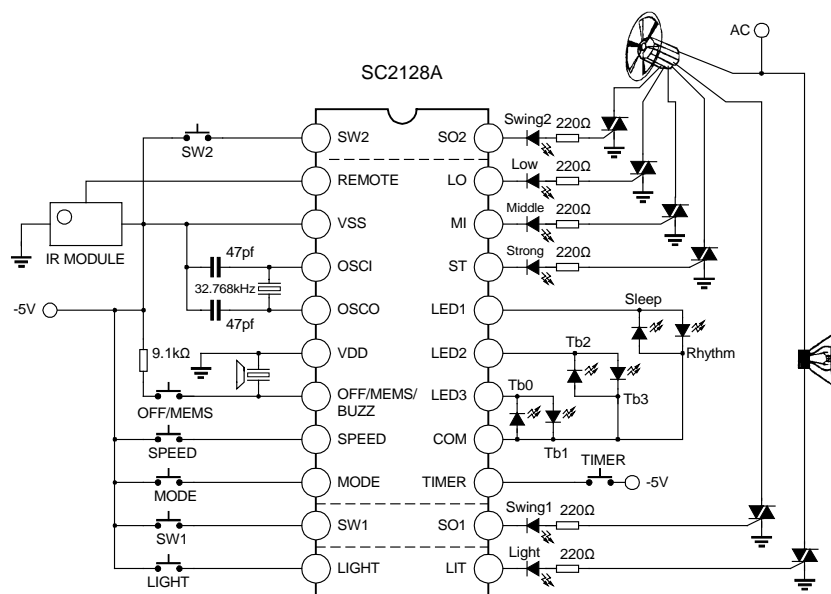 AC
SC2128A
SW2
SW2
REMOTE
VSS
OSCI
OSCO
VDD
OFF/MEMS/
BUZZ
SPEED
MODE
SW1
LIGHT
SO2
LO
MI
ST
LED1
LED2
LED3
COM
TIMER
SO1
LIT
IR MODULE
47pf
32.768kHz
47pf
-5V
9.1kΩ
OFF/MEMS
SPEED
MODE
SW1
LIGHT
Swing2
220Ω
Low
220Ω
Middle
220Ω
Strong
220Ω
Sleep
Rhythm
Tb2
Tb3
Tb0
Tb1
TIMER
-5V
Swing1
220Ω
Light
220Ω